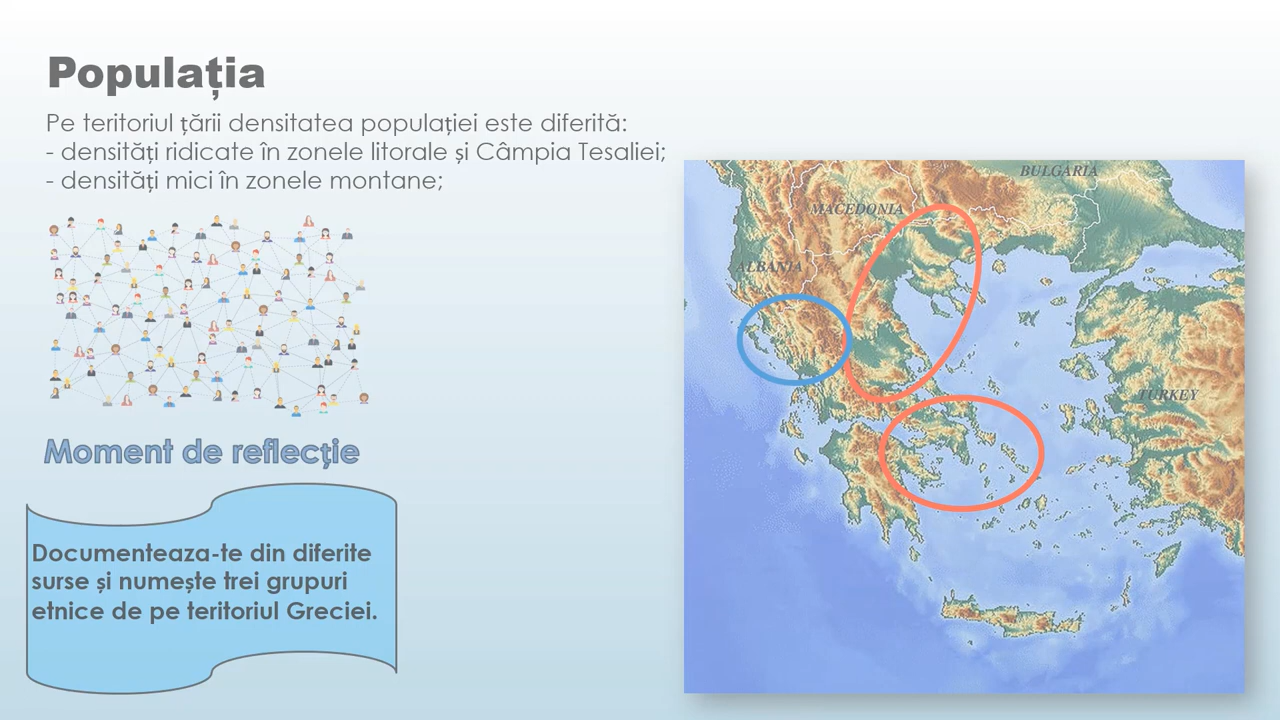 Populația
Pe teritoriul țării densitatea populației este diferită:
- densități ridicate în zonele litorale și Câmpia Tesaliei;
- densități mici în zonele montane;
BULGARIA
MACEDONIA
ALBANIA
TURKEY
Moment de reflecție
Documenteaza-te din diferite
surse și numește trei grupuri
etnice de pe teritoriul Greciei.